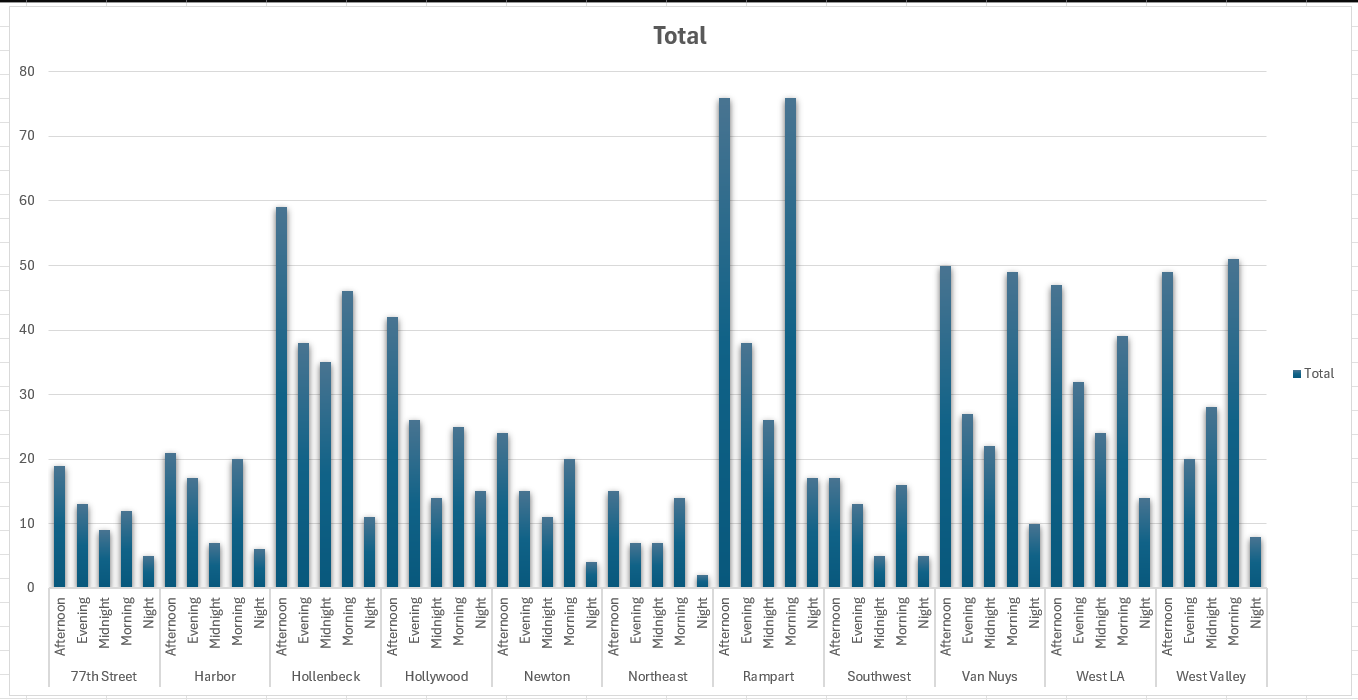 Total
80
70
60
50
40
30
20
10
0
Total
Afternoon Evening Midnight Morning Night Afternoon Evening Midnight Morning Night Afternoon Evening Midnight Morning Night Afternoon Evening Midnight Morning Night Afternoon Evening Midnight Morning Night Afternoon Evening Midnight Morning Night Afternoon Evening Midnight Morning Night Afternoon Evening Midnight Morning Night Afternoon Evening Midnight Morning Night Afternoon Evening Midnight Morning Night Afternoon Evening Midnight Morning Night
77th Street Harbor Hollenbeck Hollywood Newton Northeast Rampart Southwest Van Nuys West LA West Valley